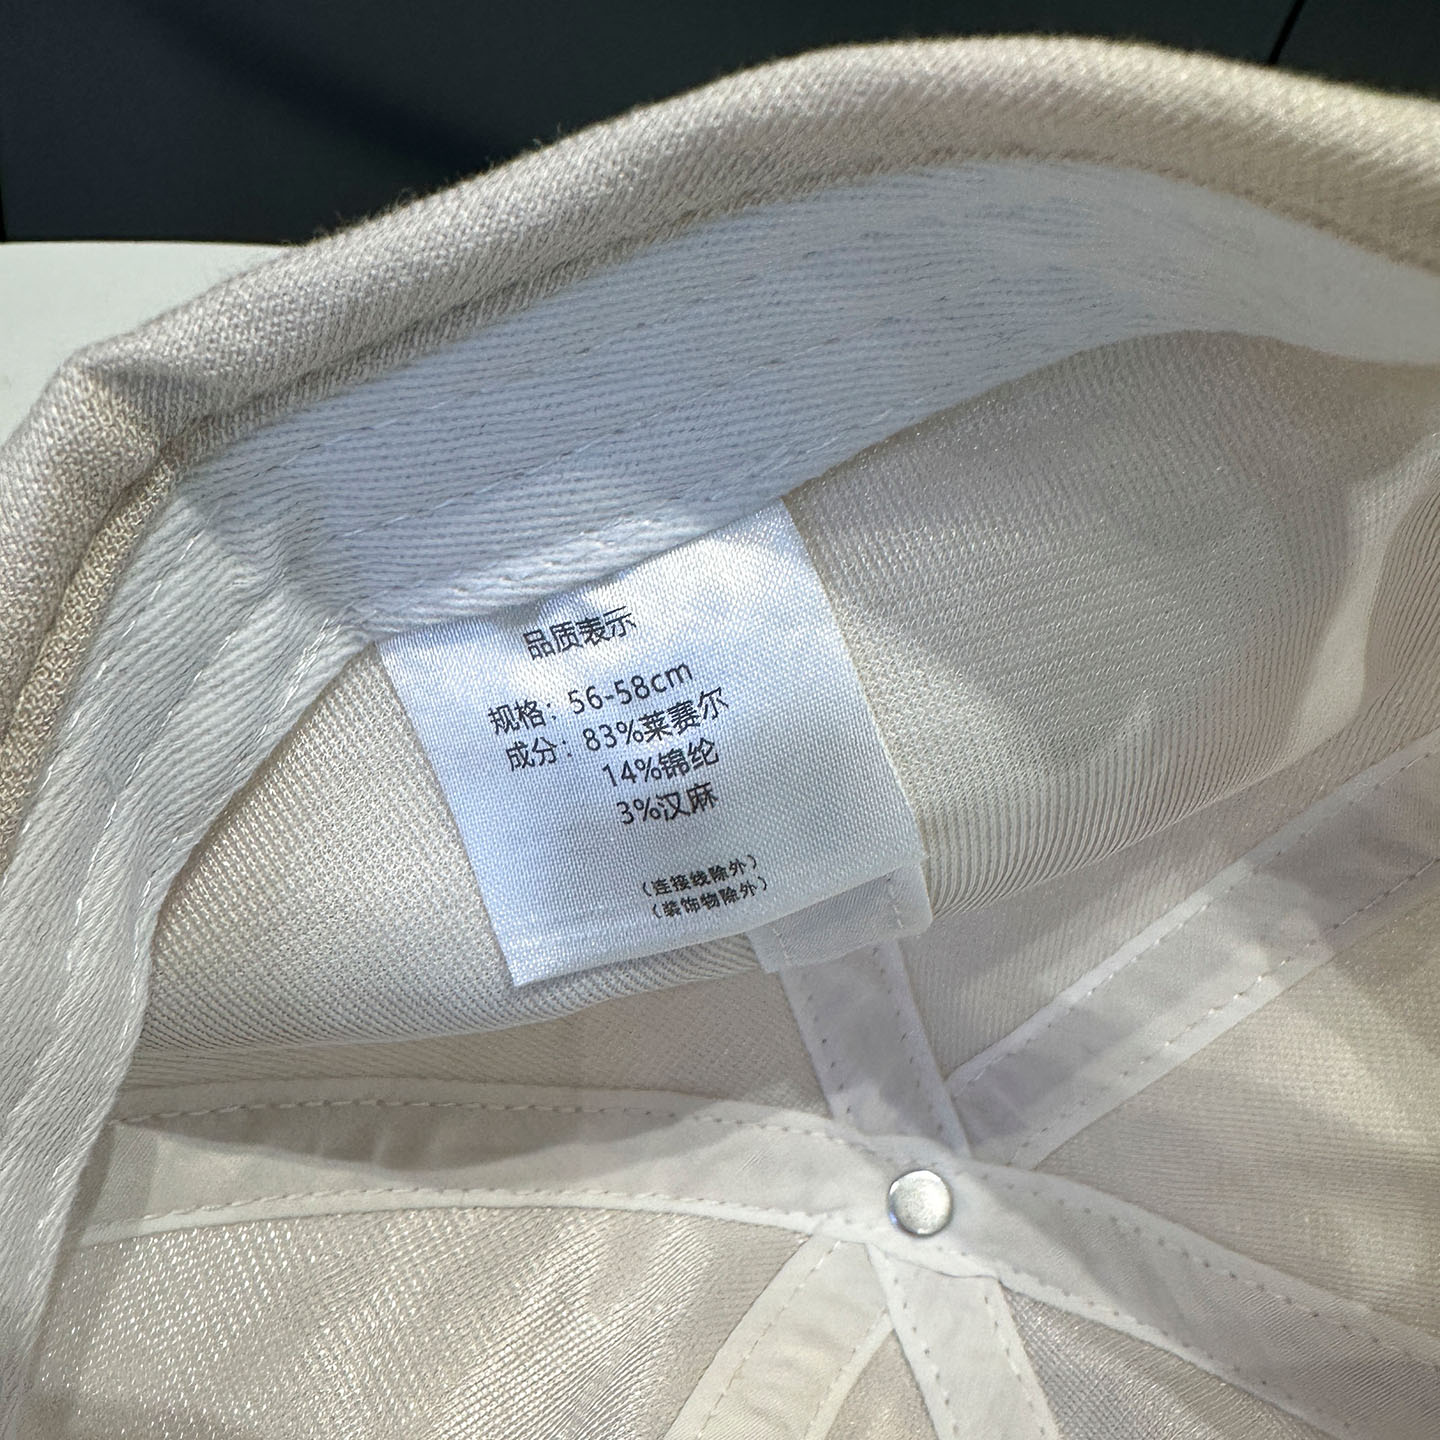 品质表示
规格：56-58cm
成分：83%莱赛尔
14%锦纶
3%汉麻
（连接线除外）
（装饰物除外）